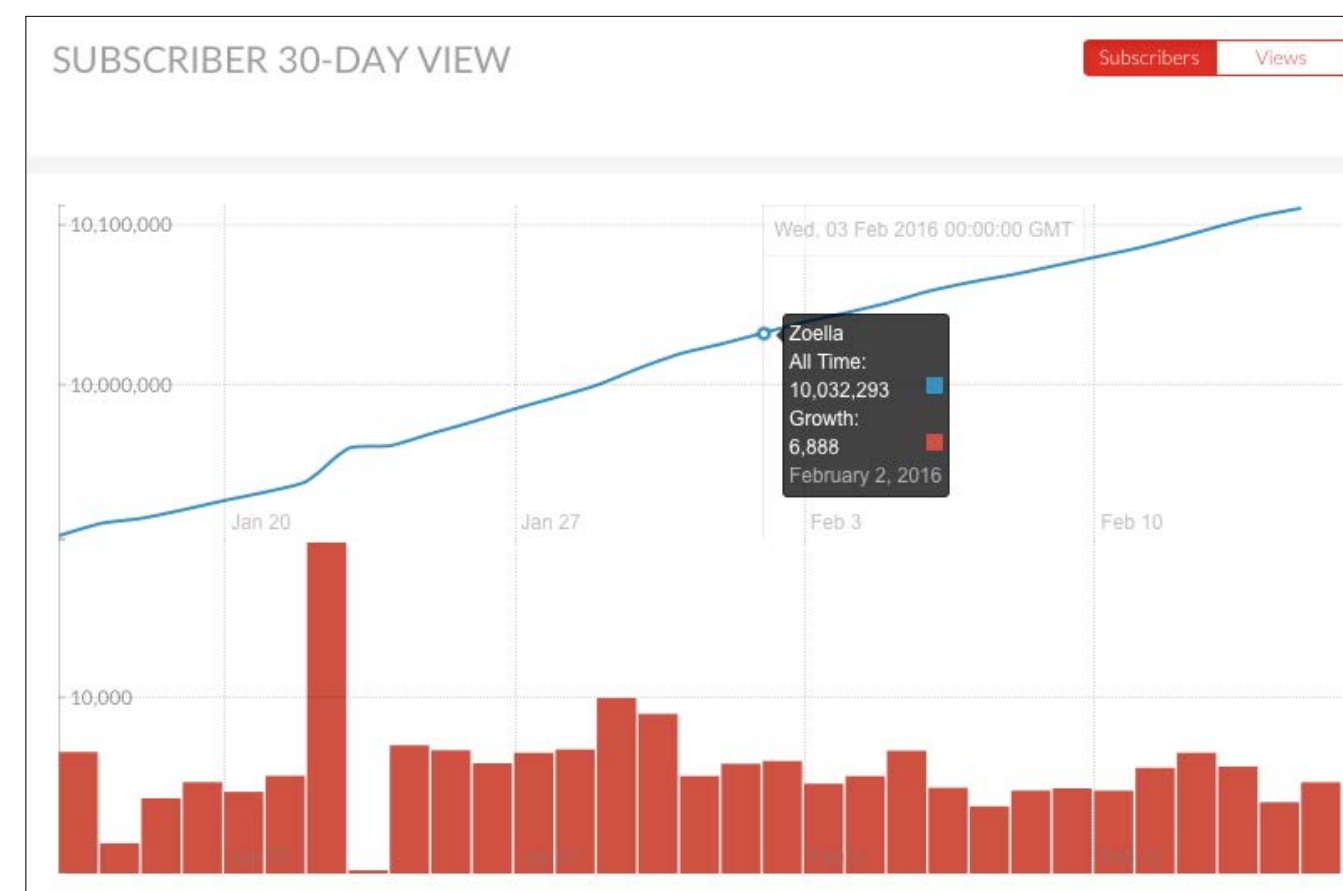 SUBSCRIBER 30-DAY VIEW
Subscribers Views
10,100,000
Wed, 03 Feb 2016 00:00:00 GMT
Zoella
All Time:
10,032,293
10,000,000
Growth:
6,888
February 2, 2016
Jan 20 Jan 27 Feb 3 Feb 10
10,000